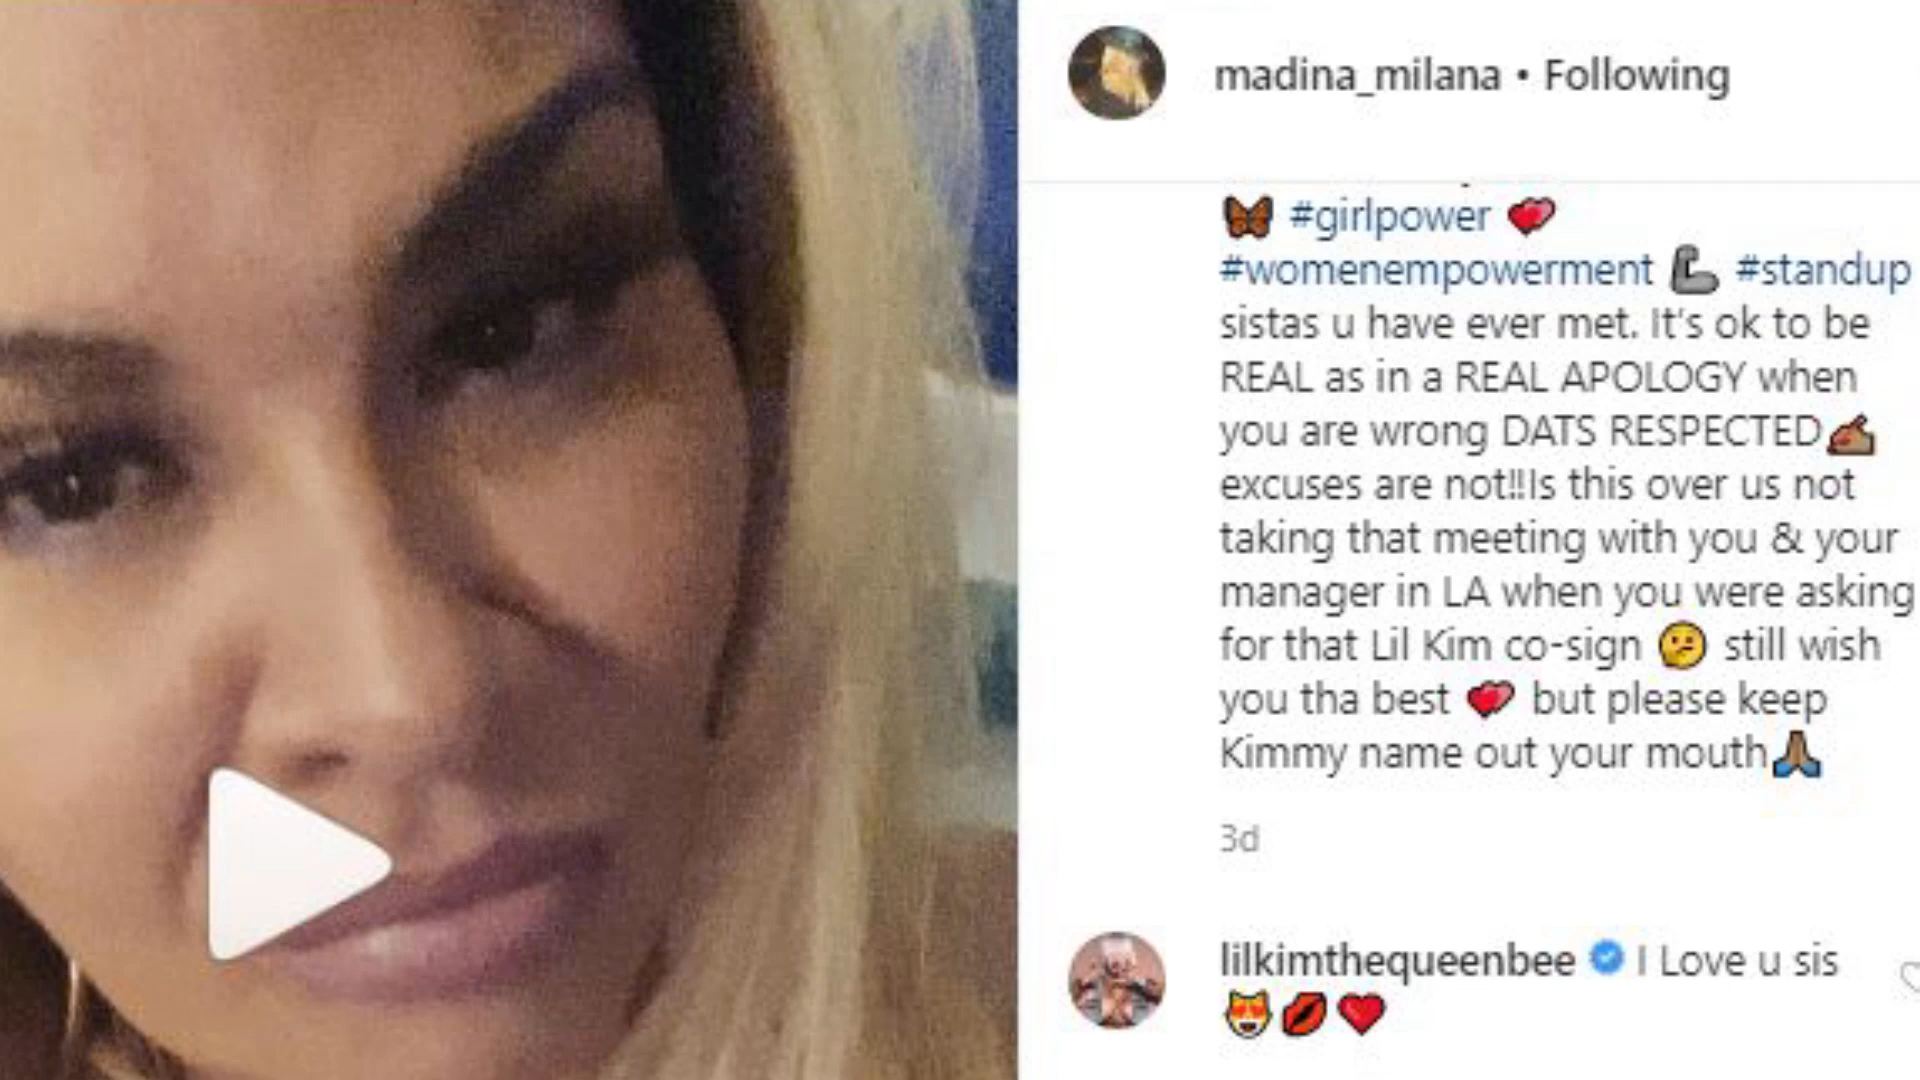 madina_milana • Following
🦋 #girlpower 💕
#womenempowerment 💪 #standup
sistas u have ever met. It's ok to be
REAL as in a REAL APOLOGY when
you are wrong DATS RESPECTED✍🏾
excuses are not‼Is this over us not
taking that meeting with you & your
manager in LA when you were asking
for that Lil Kim co-sign 🫤 still wish
you tha best 💕 but please keep
Kimmy name out your mouth🙏🏾
3d
lilkimthequeenbee I Love u sis
😻💋❤️